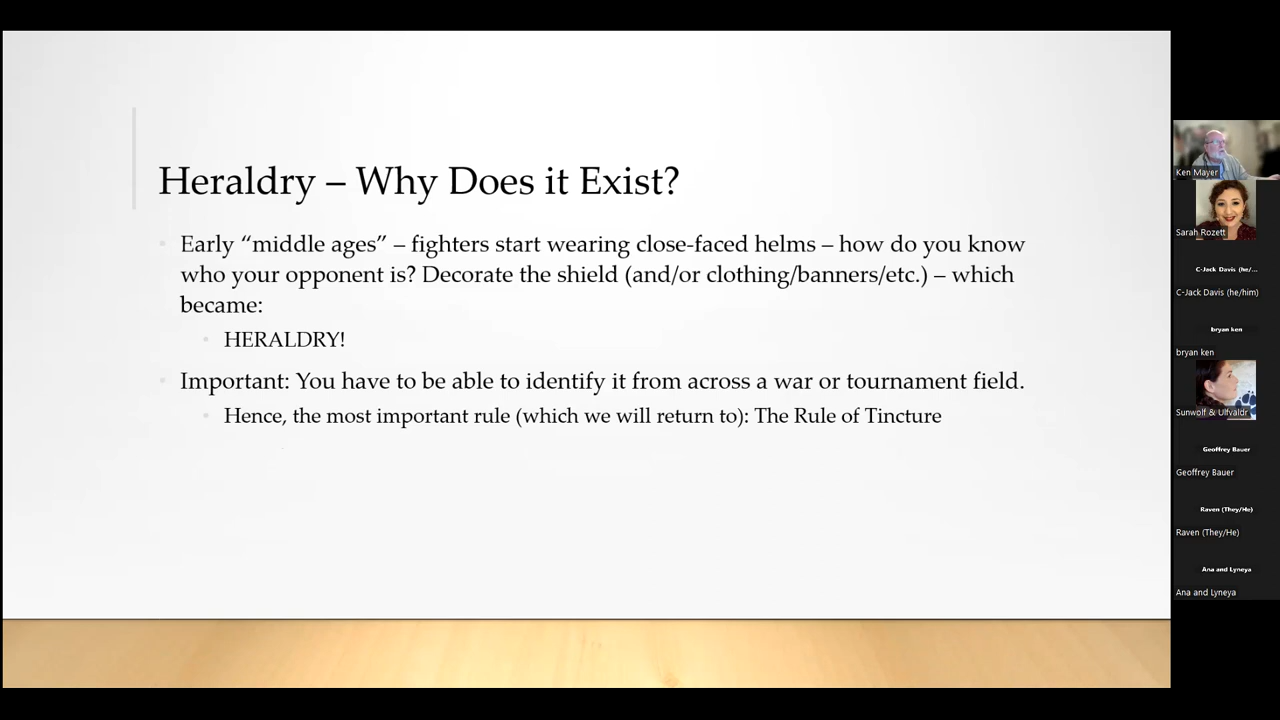 Heraldry – Why Does it Exist?
Early “middle ages” – fighters start wearing close-faced helms – how do you know
who your opponent is? Decorate the shield (and/or clothing/banners/etc.) – which
became:
HERALDRY!
Important: You have to be able to identify it from across a war or tournament field.
Hence, the most important rule (which we will return to): The Rule of Tincture
Ken Mayer
Sarah Rozett
C-Jack Davis (he/...
C-Jack Davis (he/him)
bryan ken
bryan ken
Sunwolf & Ulfvaldr
Geoffrey Bauer
Geoffrey Bauer
Raven (They/He)
Raven (They/He)
Ana and Lyneya
Ana and Lyneya